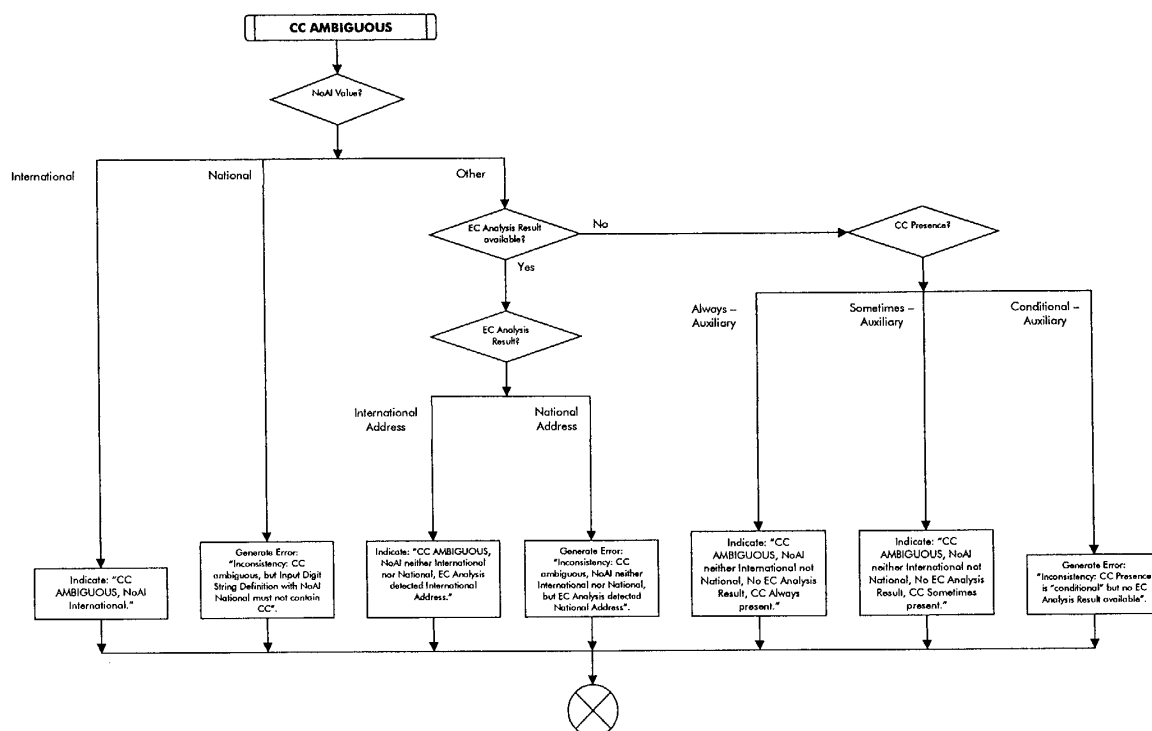 CC AMBIGUOUS
NoAI Value?
International
National
Other
EC Analysis Result
available?
No
CC Presence?
Yes
EC Analysis
Result?
Always –
Auxiliary
Sometimes –
Auxiliary
Conditional –
Auxiliary
International
Address
National
Address
Indicate: “CC
AMBIGUOUS, NoAI
International.”
Generate Error:
“Inconsistency: CC
ambiguous, but Input Digit
String Definition with NoAI
National must not contain
CC”.
Indicate: “CC AMBIGUOUS,
NoAI neither International
nor National, EC Analysis
detected International
Address.”
Generate Error:
“Inconsistency: CC
ambiguous, NoAI neither
International nor National,
but EC Analysis detected
National Address”.
Indicate: “CC
AMBIGUOUS, NoAI
neither International not
National, No EC Analysis
Result, CC Always
present.”
Indicate: “CC
AMBIGUOUS, NoAI
neither International not
National, No EC Analysis
Result, CC Sometimes
present.”
Generate Error:
“Inconsistency: CC Presence
is “conditional” but no EC
Analysis Result available”.